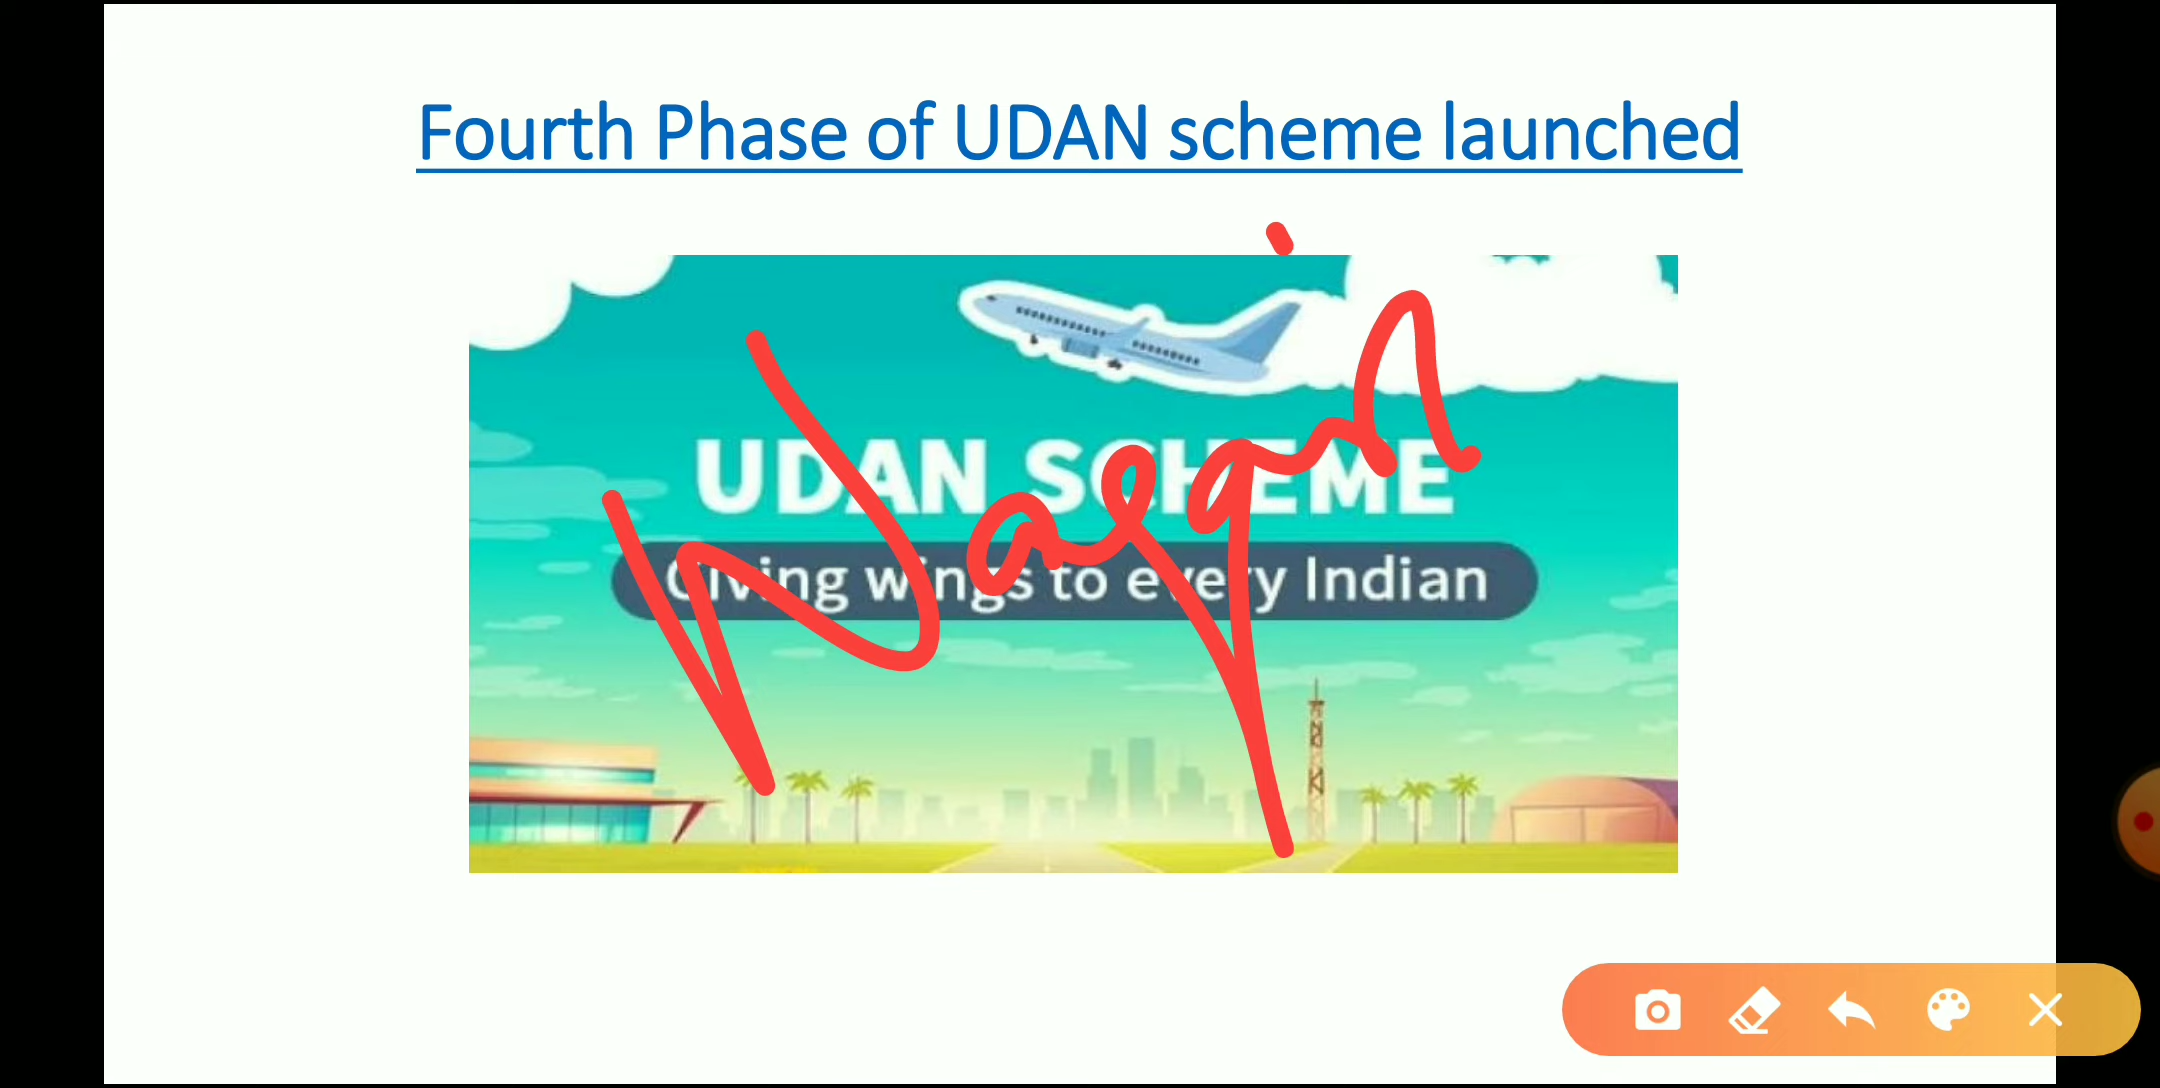 Fourth Phase of UDAN scheme launched
UDAN SCHEME
Giving wings to every Indian